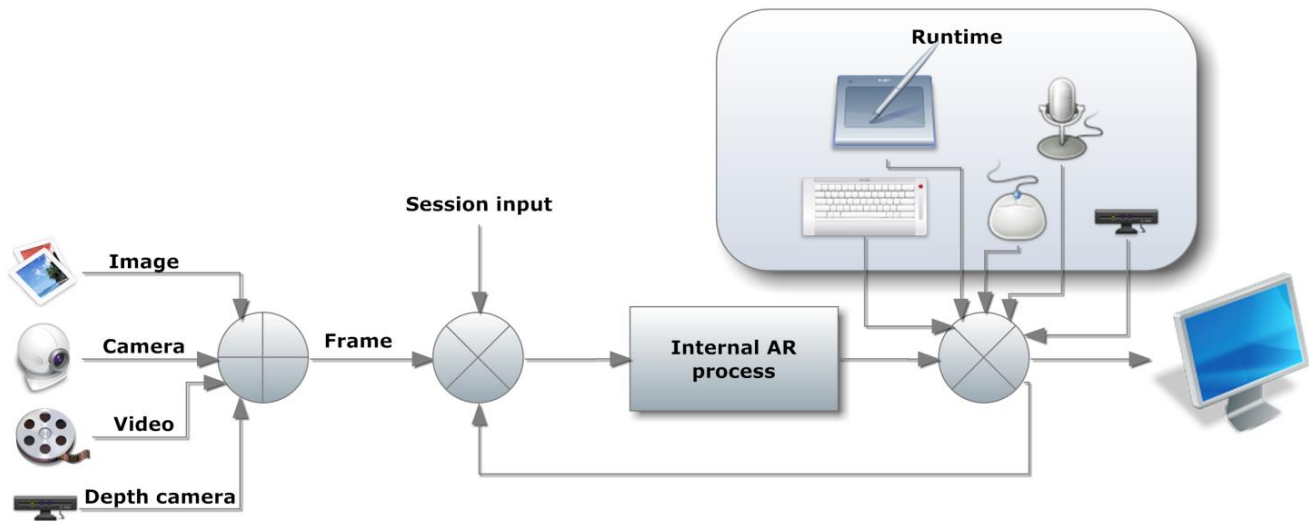 Runtime
Session input
Image
Camera
Frame
Internal AR
process
Video
Depth camera